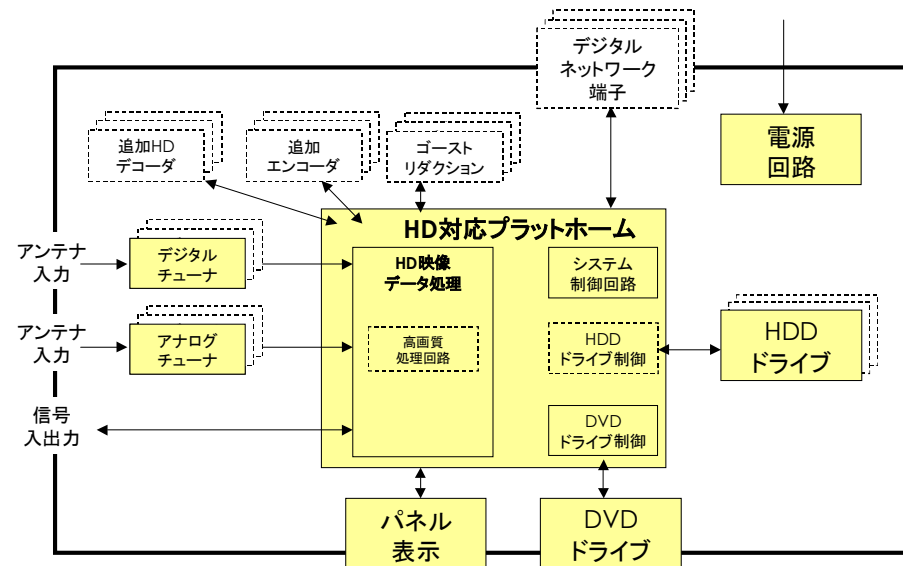 デジタル
ネットワーク
端子
電源
回路
追加HD
デコーダ
追加
エンコーダ
ゴースト
リダクション
HD対応プラットホーム
アンテナ
入力
デジタル
チューナ
HD映像
データ処理
システム
制御回路
アンテナ
入力
アナログ
チューナ
高画質
処理回路
HDD
ドライブ制御
HDD
ドライブ
信号
入出力
DVD
ドライブ制御
パネル
表示
DVD
ドライブ